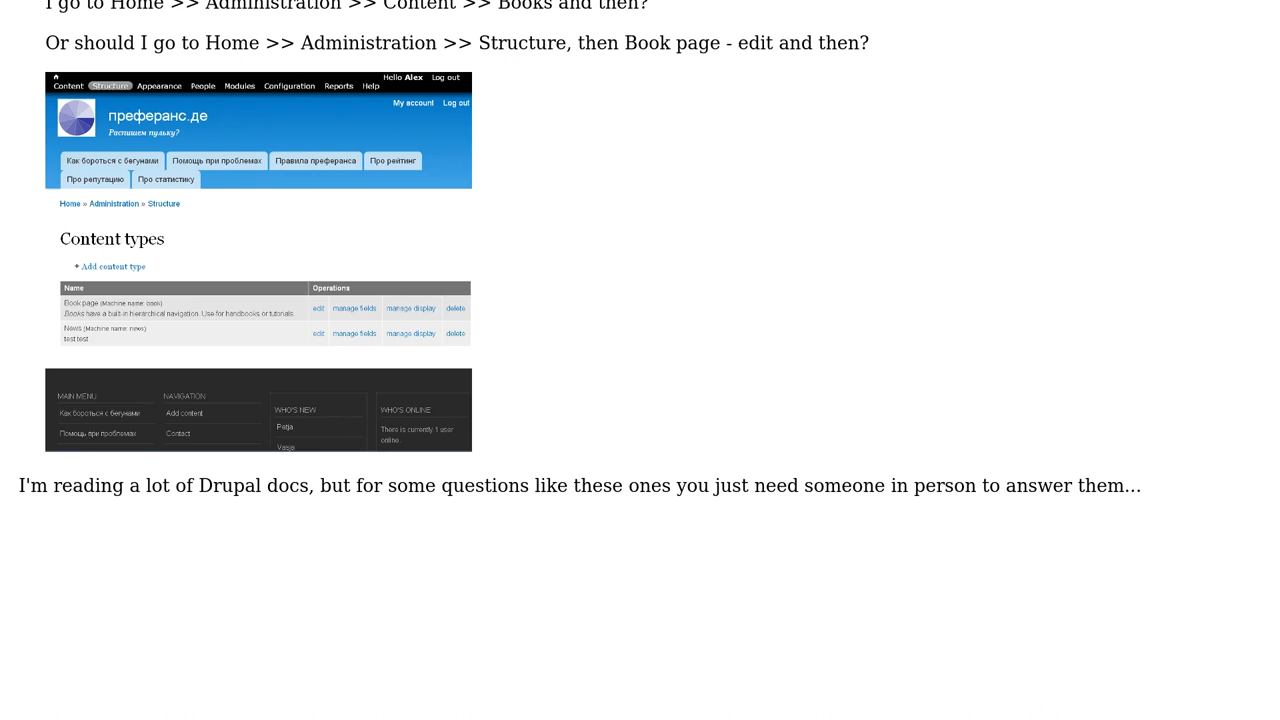 I go to Home >> Administration >> Content >> Books and then?
Or should I go to Home >> Administration >> Structure, then Book page - edit and then?
Hello Alex Log out
Content Structure Appearance People Modules Configuration Reports Help
My account Log out
преферанс.де
Распишем пульку?
Как бороться с бегунами Помощь при проблемах Правила преферанса Про рейтинг
Про репутацию Про статистику
Home » Administration » Structure
Content types
+ Add content type
Name Operations
Book page (Machine name: book)
Books have a built-in hierarchical navigation. Use for handbooks or tutorials.
edit manage fields manage display delete
News (Machine name: news)
test test
edit manage fields manage display delete
MAIN MENU
Как бороться с бегунами
Помощь при проблемах
NAVIGATION
Add content
Contact
WHO'S NEW
Petja
Vasja
WHO'S ONLINE
There is currently 1 user
online.
I'm reading a lot of Drupal docs, but for some questions like these ones you just need someone in person to answer them...